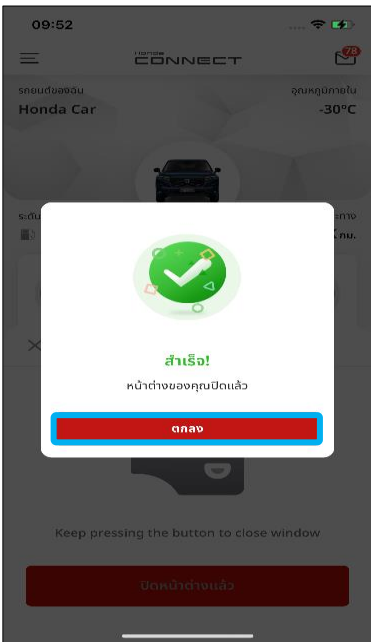 09:52
Honda
CONNECT
78
รถยนต์ของฉัน
อุณหภูมิภายใน
Honda Car
-30°C
สำเร็จ!
หน้าต่างของคุณปิดแล้ว
ตกลง
Keep pressing the button to close window
ปิดหน้าต่างแล้ว